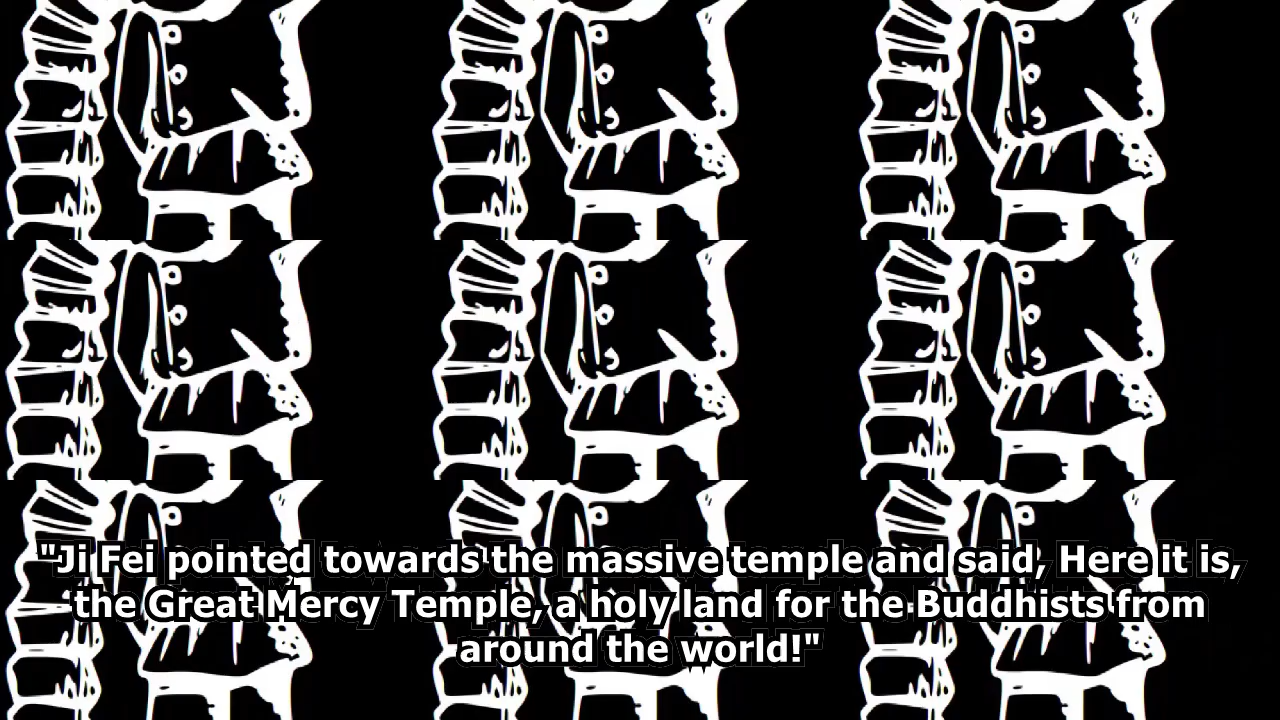 "Ji Fei pointed towards the massive temple and said, Here it is,
the Great Mercy Temple, a holy land for the Buddhists from
around the world!"